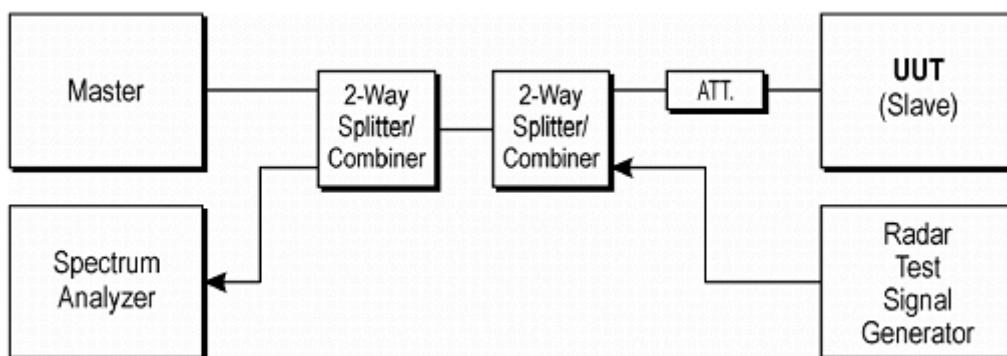 Master
2-Way
Splitter/
Combiner
2-Way
Splitter/
Combiner
ATT.
UUT
(Slave)
Spectrum
Analyzer
Radar
Test
Signal
Generator